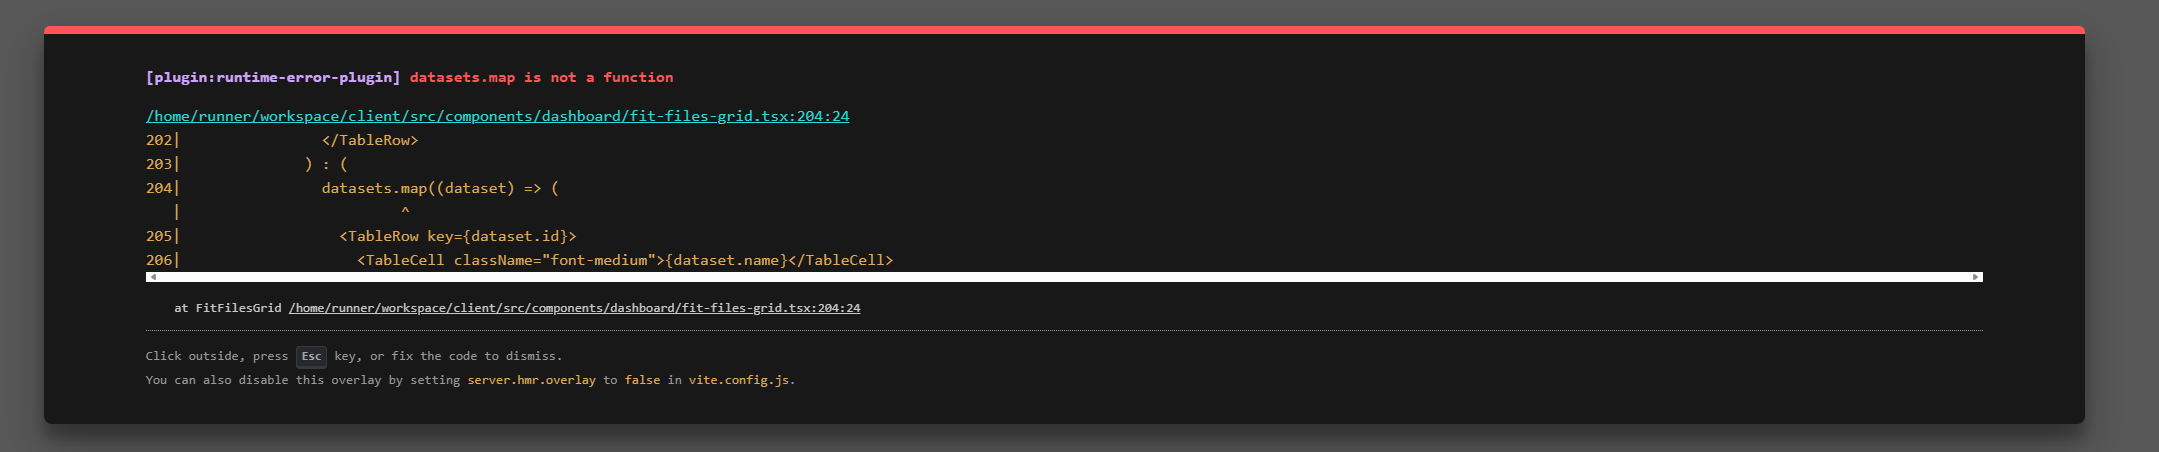 [plugin:runtime-error-plugin] datasets.map is not a function
/home/runner/workspace/client/src/components/dashboard/fit-files-grid.tsx:204:24
202|                </TableRow>
203|              ) : (
204|                datasets.map((dataset) => (
   |                         ^
205|                  <TableRow key={dataset.id}>
206|                    <TableCell className="font-medium">{dataset.name}</TableCell>
at FitFilesGrid /home/runner/workspace/client/src/components/dashboard/fit-files-grid.tsx:204:24
Click outside, press Esc key, or fix the code to dismiss.
You can also disable this overlay by setting server.hmr.overlay to false in vite.config.js.